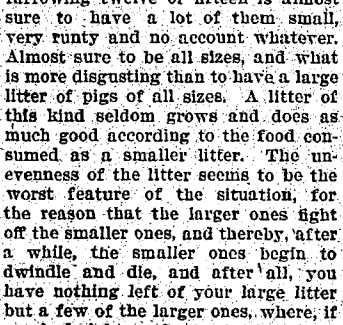 farrowing twelve or fifteen is almost
sure to have a lot of them small,
very runty and no account whatever.
Almost sure to be all sizes, and what
is more disgusting than to have a large
litter of pigs of all sizes. A litter of
this kind seldom grows and does as
much good according to the food con-
sumed as a smaller litter. The un-
evenness of the litter seems to be the
worst feature of the situation, for
the reason that the larger ones fight
off the smaller ones, and thereby, after
a while, the smaller ones begin to
dwindle and die, and after all, you
have nothing left of your large litter
but a few of the larger ones, where, if